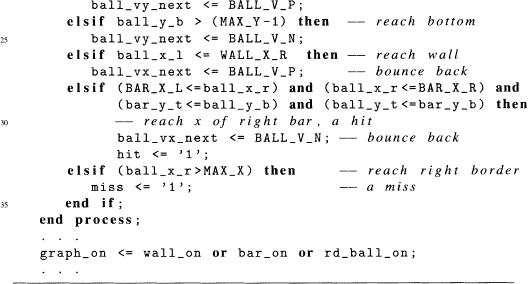 ball_vy_next <= BALL_V_P;
elsif ball_y_b > (MAX_Y-1) then -- reach bottom
25 ball_vy_next <= BALL_V_N;
elsif ball_x_l <= WALL_X_R then -- reach wall
ball_vx_next <= BALL_V_P; -- bounce back
elsif (BAR_X_L<=ball_x_r) and (ball_x_r<=BAR_X_R) and
(bar_y_t<=ball_y_b) and (ball_y_t<=bar_y_b) then
30 -- reach x of right bar, a hit
ball_vx_next <= BALL_V_N; -- bounce back
hit <= '1';
elsif (ball_x_r>MAX_X) then -- reach right border
miss <= '1'; -- a miss
35 end if;
end process;
. . .
graph_on <= wall_on or bar_on or rd_ball_on;
. . .